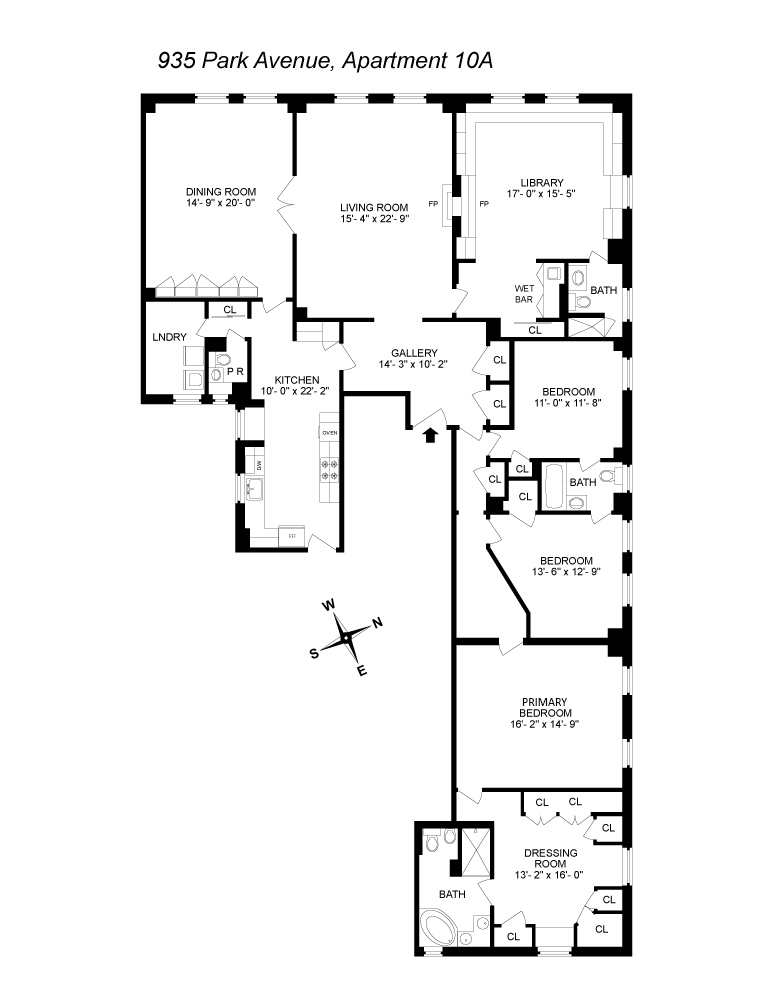 935 Park Avenue, Apartment 10A
DINING ROOM
14'- 9" x 20'- 0"
LIVING ROOM
15'- 4" x 22'- 9"
FP
FP
LIBRARY
17'- 0" x 15'- 5"
WET
BAR
BATH
CL
CL
LNDRY
P R
KITCHEN
10'- 0" x 22'- 2"
GALLERY
14'- 3" x 10'- 2"
CL
CL
BEDROOM
11'- 0" x 11'- 8"
OVEN
D/W
REF
CL
CL
CL
BATH
BEDROOM
13'- 6" x 12'- 9"
W
N
S
E
PRIMARY
BEDROOM
16'- 2" x 14'- 9"
CL
CL
CL
DRESSING
ROOM
13'- 2" x 16'- 0"
BATH
CL
CL
CL